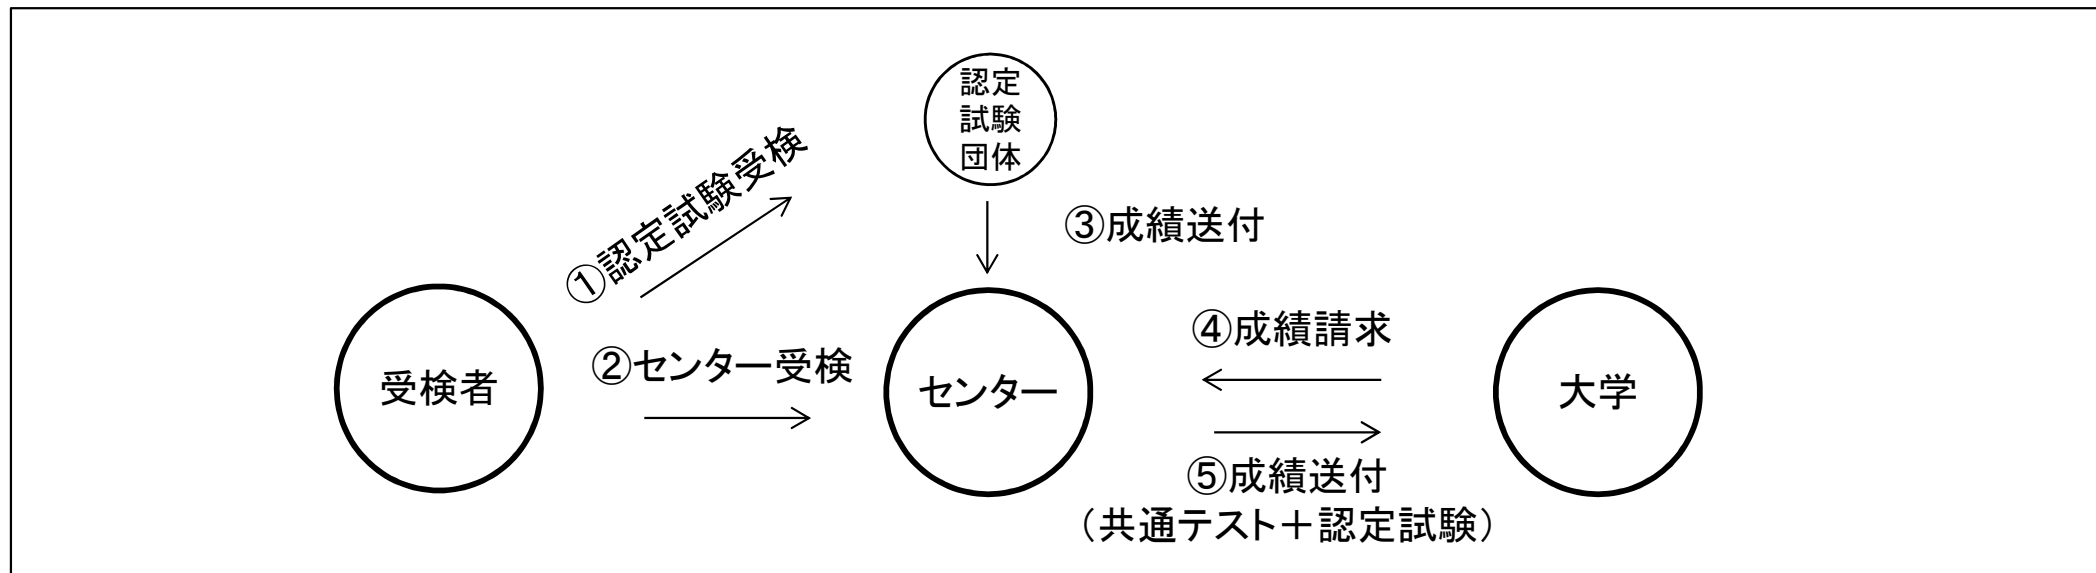 認定
試験
団体
①認定試験受検
③成績送付
受検者
②センター受検
センター
④成績請求
大学
⑤成績送付
（共通テスト＋認定試験）